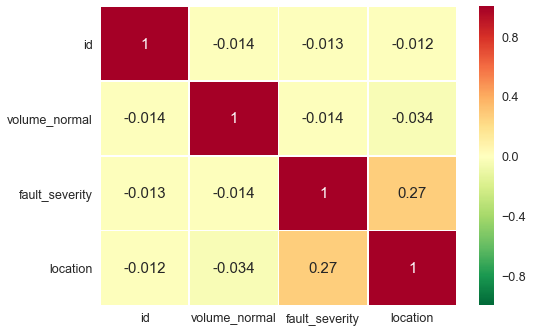 id 1 -0.014 -0.013 -0.012
volume_normal -0.014 1 -0.014 -0.034
fault_severity -0.013 -0.014 1 0.27
location -0.012 -0.034 0.27 1
id volume_normal fault_severity location
0.8
0.4
0.0
−0.4
−0.8